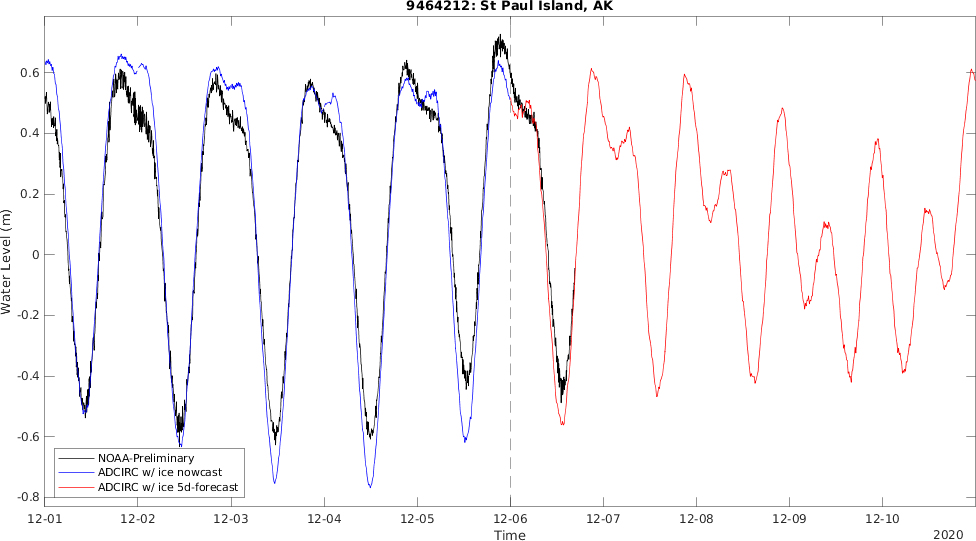 9464212: St Paul Island, AK
Water Level (m)
0.6
0.4
0.2
0
-0.2
-0.4
-0.6
-0.8
NOAA-Preliminary
ADCIRC w/ ice nowcast
ADCIRC w/ ice 5d-forecast
12-01 12-02 12-03 12-04 12-05 12-06 12-07 12-08 12-09 12-10
Time
2020